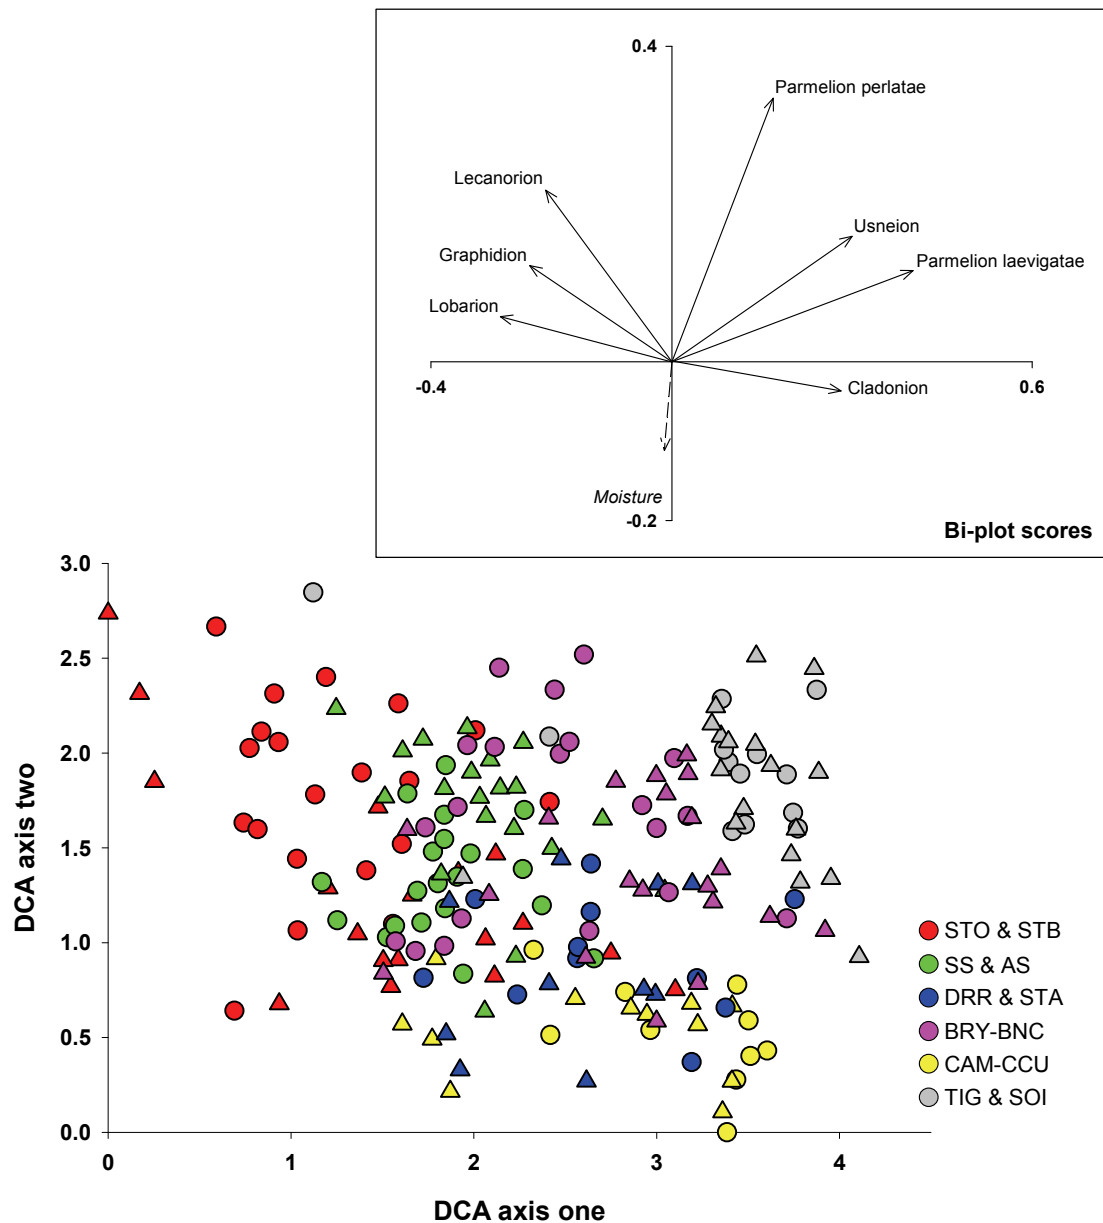 0.4
Parmelion perlatae
Lecanorion
Usneion
Graphidion
Parmelion laevigatae
Lobarion
-0.4
0.6
Cladonion
Moisture
-0.2
Bi-plot scores
3.0
2.5
2.0
1.5
1.0
0.5
0.0
DCA axis two
STO & STB
SS & AS
DRR & STA
BRY-BNC
CAM-CCU
TIG & SOI
0 1 2 3 4
DCA axis one